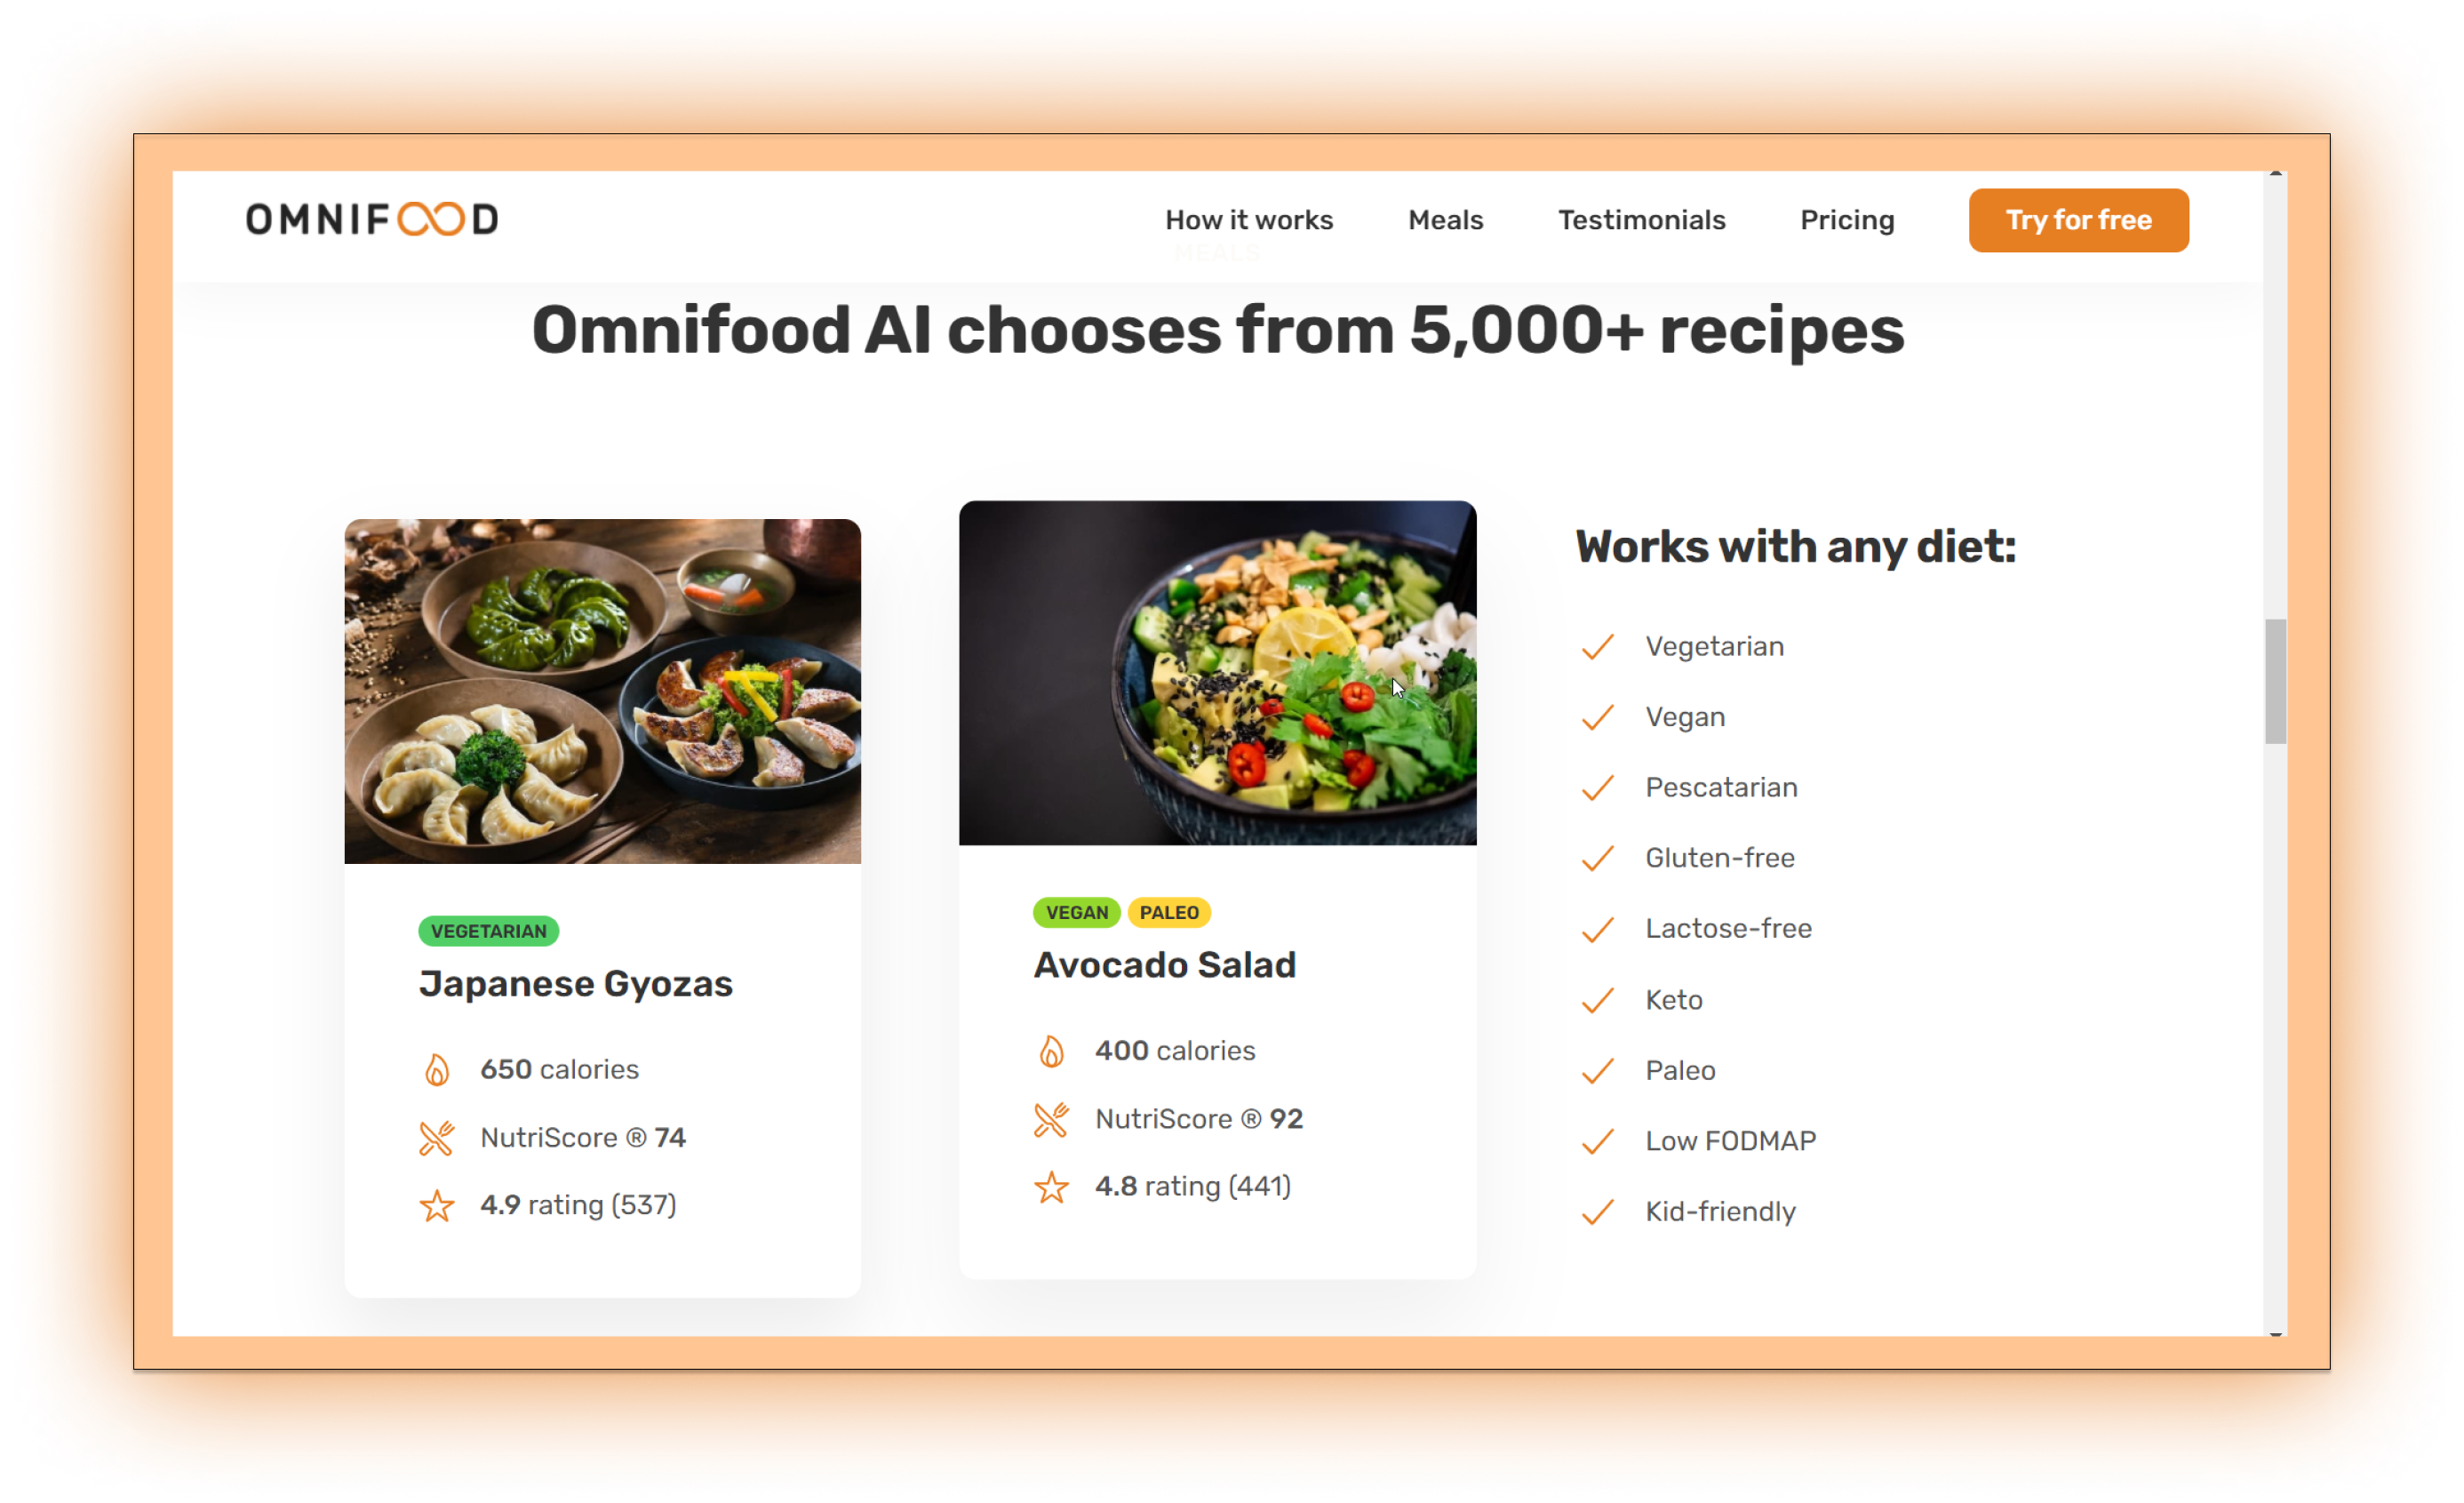 OMNIFOOD
How it works
Meals
Testimonials
Pricing
Try for free
MEALS
Omnifood AI chooses from 5,000+ recipes
VEGETARIAN
Japanese Gyozas
650 calories
NutriScore ® 74
4.9 rating (537)
VEGAN PALEO
Avocado Salad
400 calories
NutriScore ® 92
4.8 rating (441)
Works with any diet:
Vegetarian
Vegan
Pescatarian
Gluten-free
Lactose-free
Keto
Paleo
Low FODMAP
Kid-friendly